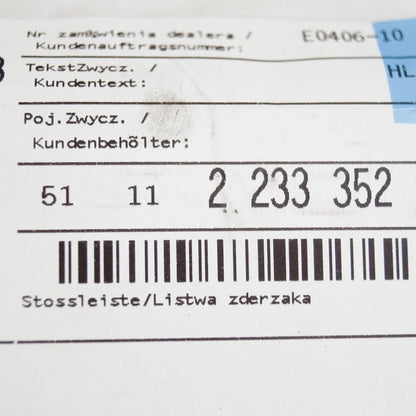 Nr zamówienia dealera / E0406-10
Kundenauftragsnummer:
TekstZwycz. / HL
Kundentext:
Poj.Zwycz. /
Kundenbehõlter:
51 11 2 233 352
Stossleiste/Listwa zderzaka